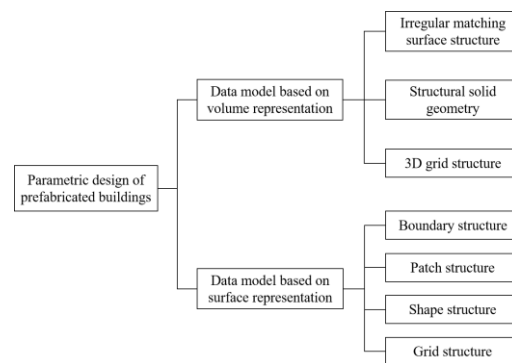 Parametric design of
prefabricated buildings
Data model based on
volume representation
Irregular matching
surface structure
Structural solid
geometry
3D grid structure
Data model based on
surface representation
Boundary structure
Patch structure
Shape structure
Grid structure